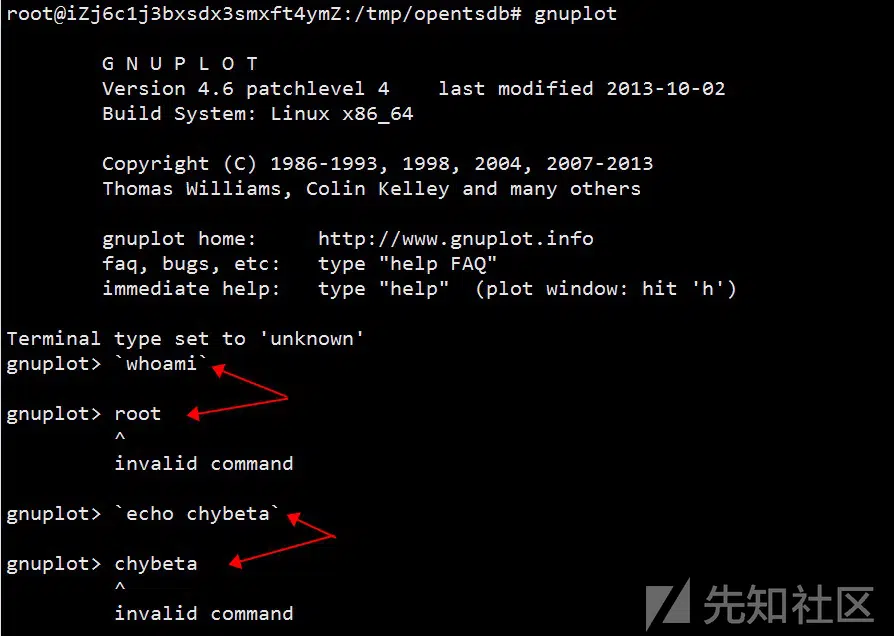 root@iZj6c1j3bxsdx3smxft4ymZ:/tmp/opentsdb# gnuplot
G N U P L O T
Version 4.6 patchlevel 4    last modified 2013-10-02
Build System: Linux x86_64
Copyright (C) 1986-1993, 1998, 2004, 2007-2013
Thomas Williams, Colin Kelley and many others
gnuplot home:     http://www.gnuplot.info
faq, bugs, etc:   type "help FAQ"
immediate help:   type "help"  (plot window: hit 'h')
Terminal type set to 'unknown'
gnuplot> `whoami`
gnuplot> root
^
invalid command
gnuplot> `echo chybeta`
gnuplot> chybeta
^
invalid command
先知社区